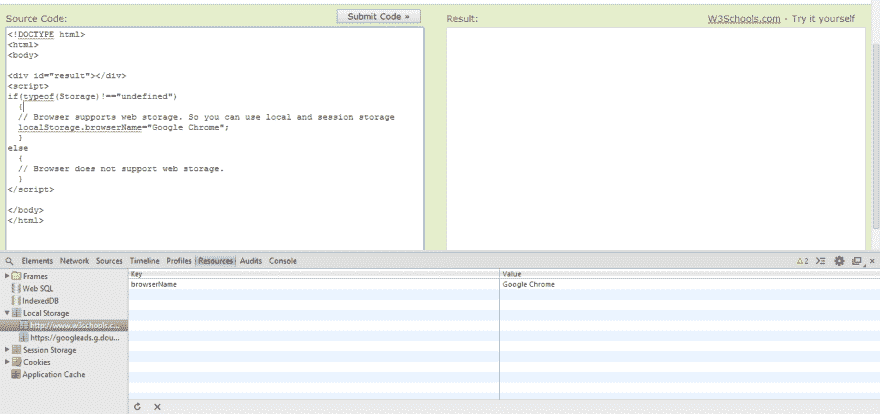 Source Code:
Submit Code »
Result:
W3Schools.com - Try it yourself
<!DOCTYPE html>
<html>
<body>
<div id="result"></div>
<script>
if(typeof(Storage)!=="undefined")
{
// Browser supports web storage. So you can use local and session storage
localStorage.browserName="Google Chrome";
}
else
{
// Browser does not support web storage.
}
</script>
</body>
</html>
Elements Network Sources Timeline Profiles Resources Audits Console
2
Frames
Web SQL
IndexedDB
Local Storage
http://www.w3schools.c...
https://googleads.g.dou...
Session Storage
Cookies
Application Cache
Key
Value
browserName
Google Chrome